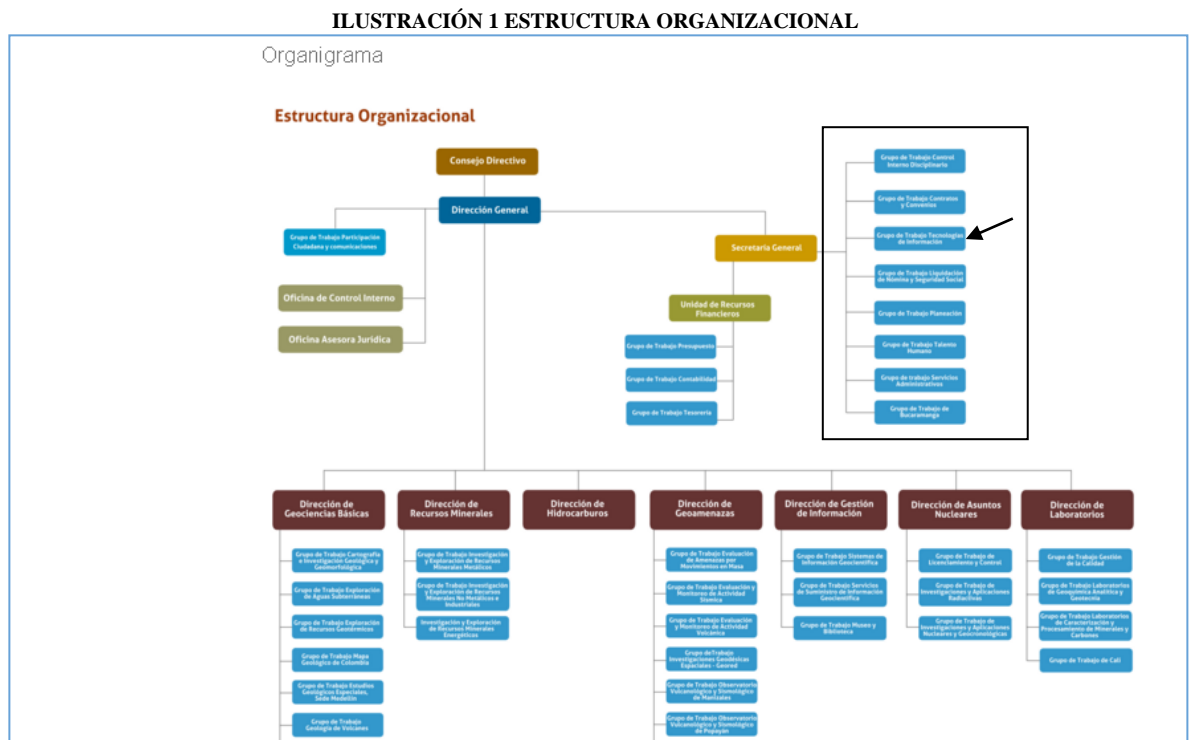 ILUSTRACIÓN 1 ESTRUCTURA ORGANIZACIONAL
Organigrama
Estructura Organizacional
Consejo Directivo
Dirección General
Grupo de Trabajo Participación
Ciudadana y comunicaciones
Oficina de Control Interno
Oficina Asesora Jurídica
Secretaría General
Unidad de Recursos
Financieros
Grupo de Trabajo Presupuesto
Grupo de Trabajo Contabilidad
Grupo de Trabajo Tesorería
Grupo de Trabajo Control
Interno Disciplinario
Grupo de Trabajo Contratos
y Convenios
Grupo de Trabajo Tecnologías
de Información
Grupo de Trabajo Liquidación
de Nómina y Seguridad Social
Grupo de Trabajo Planeación
Grupo de Trabajo Talento
Humano
Grupo de trabajo Servicios
Administrativos
Grupo de Trabajo de
Bucaramanga
Dirección de
Geociencias Básicas
Grupo de Trabajo Cartografía
e Investigación Geológica y
Geomorfológica
Grupo de Trabajo Exploración
de Aguas Subterráneas
Grupo de Trabajo Exploración
de Recursos Geotérmicos
Grupo de Trabajo Mapa
Geológico de Colombia
Grupo de Trabajo Estudios
Geológicos Especiales,
Sede Medellín
Grupo de Trabajo
Geología de Volcanes
Dirección de
Recursos Minerales
Grupo de Trabajo Investigación
y Exploración de Recursos
Minerales Metálicos
Grupo de Trabajo Investigación
y Exploración de Recursos
Minerales No Metálicos e
Industriales
Investigación y Exploración
de Recursos Minerales
Energéticos
Dirección de
Hidrocarburos
Dirección de
Geoamenazas
Grupo de Trabajo Evaluación
de Amenazas por
Movimientos en Masa
Grupo de Trabajo Evaluación y
Monitoreo de Actividad
Sísmica
Grupo de Trabajo Evaluación
y Monitoreo de Actividad
Volcánica
Grupo deTrabajo
Investigaciones Geodésicas
Espaciales - Geored
Grupo de Trabajo Observatorio
Vulcanológico y Sismológico
de Manizales
Grupo de Trabajo Observatorio
Vulcanológico y Sismológico
de Popayán
Dirección de Gestión
de Información
Grupo de Trabajo Sistemas de
Información Geocientífica
Grupo de Trabajo Servicios
de Suministro de Información
Geocientífica
Grupo de Trabajo Museo y
Biblioteca
Dirección de Asuntos
Nucleares
Grupo de Trabajo de
Licenciamiento y Control
Grupo de Trabajo de
Investigaciones y Aplicaciones
Radiactivas
Grupo de Trabajo de
Investigaciones y Aplicaciones
Nucleares y Geocronológicas
Dirección de
Laboratorios
Grupo de Trabajo Gestión
de la Calidad
Grupo de Trabajo Laboratorios
de Geoquímica Analítica y
Geotecnia
Grupo de Trabajo Laboratorios
de Caracterización y
Procesamiento de Minerales y
Carbones
Grupo de Trabajo de Cali